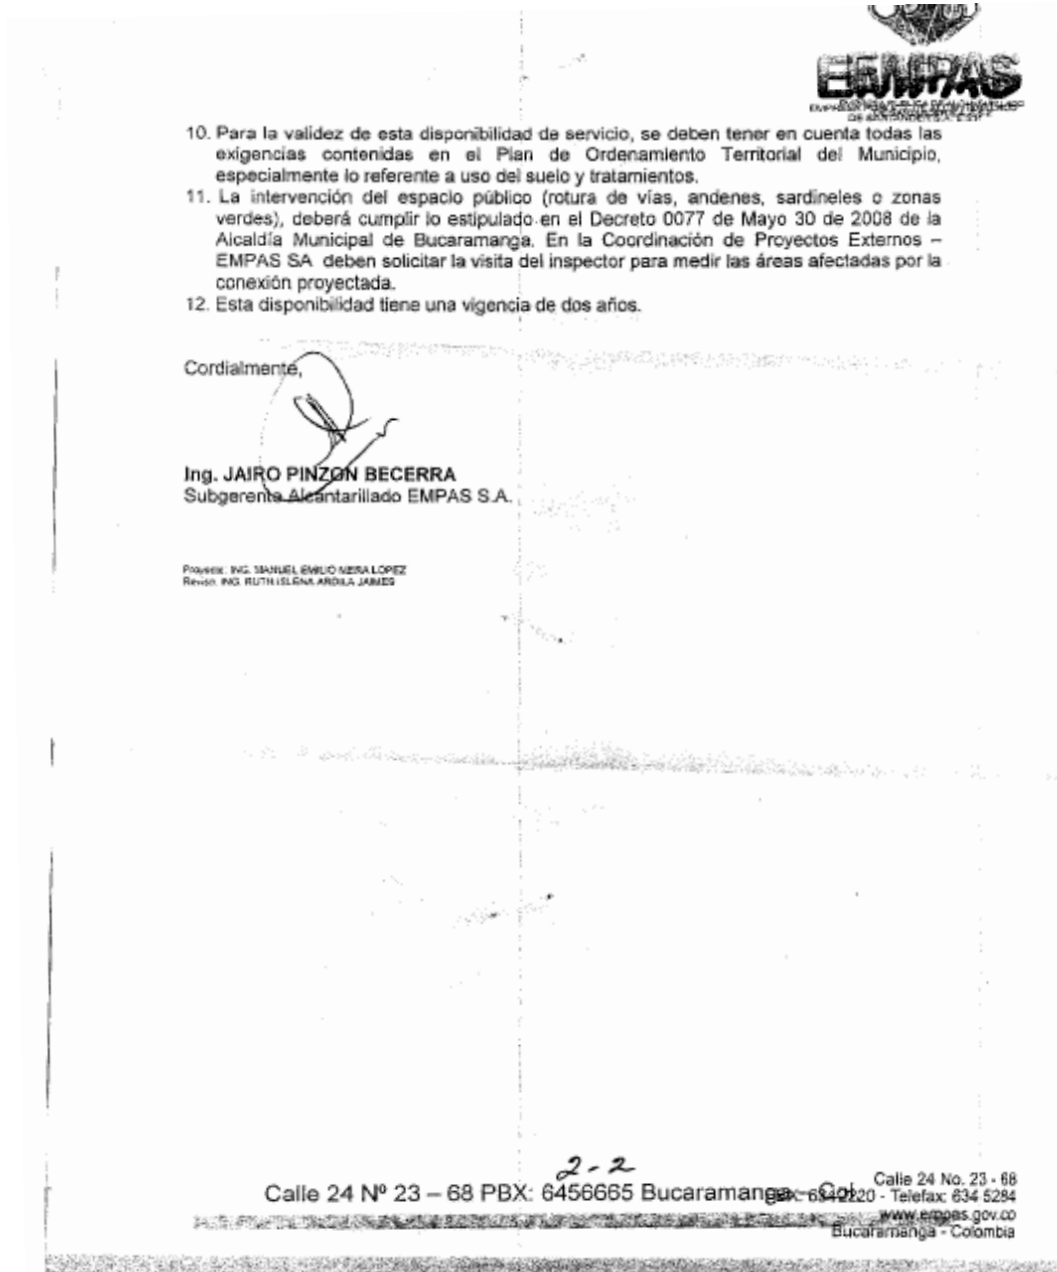 EMPAS
10. Para la validez de esta disponibilidad de servicio, se deben tener en cuenta todas las
exigencias contenidas en el Plan de Ordenamiento Territorial del Municipio,
especialmente lo referente a uso del suelo y tratamientos.
11. La intervención del espacio público (rotura de vías, andenes, sardineles o zonas
verdes), deberá cumplir lo estipulado en el Decreto 0077 de Mayo 30 de 2008 de la
Alcaldía Municipal de Bucaramanga. En la Coordinación de Proyectos Externos –
EMPAS SA deben solicitar la visita del inspector para medir las áreas afectadas por la
conexión proyectada.
12. Esta disponibilidad tiene una vigencia de dos años.
Cordialmente,
Ing. JAIRO PINZON BECERRA
Subgerente Alcantarillado EMPAS S.A.
ING. MANUEL EMILIO LOPEZ
ING. RUTH ISLENA ARDILA JAIMES
2-2
Calle 24 Nº 23 – 68 PBX: 6456665 Bucaramanga – Col
Calle 24 No. 23 - 68
- Telefax: 634 5284
www.empas.gov.co
Bucaramanga - Colombia